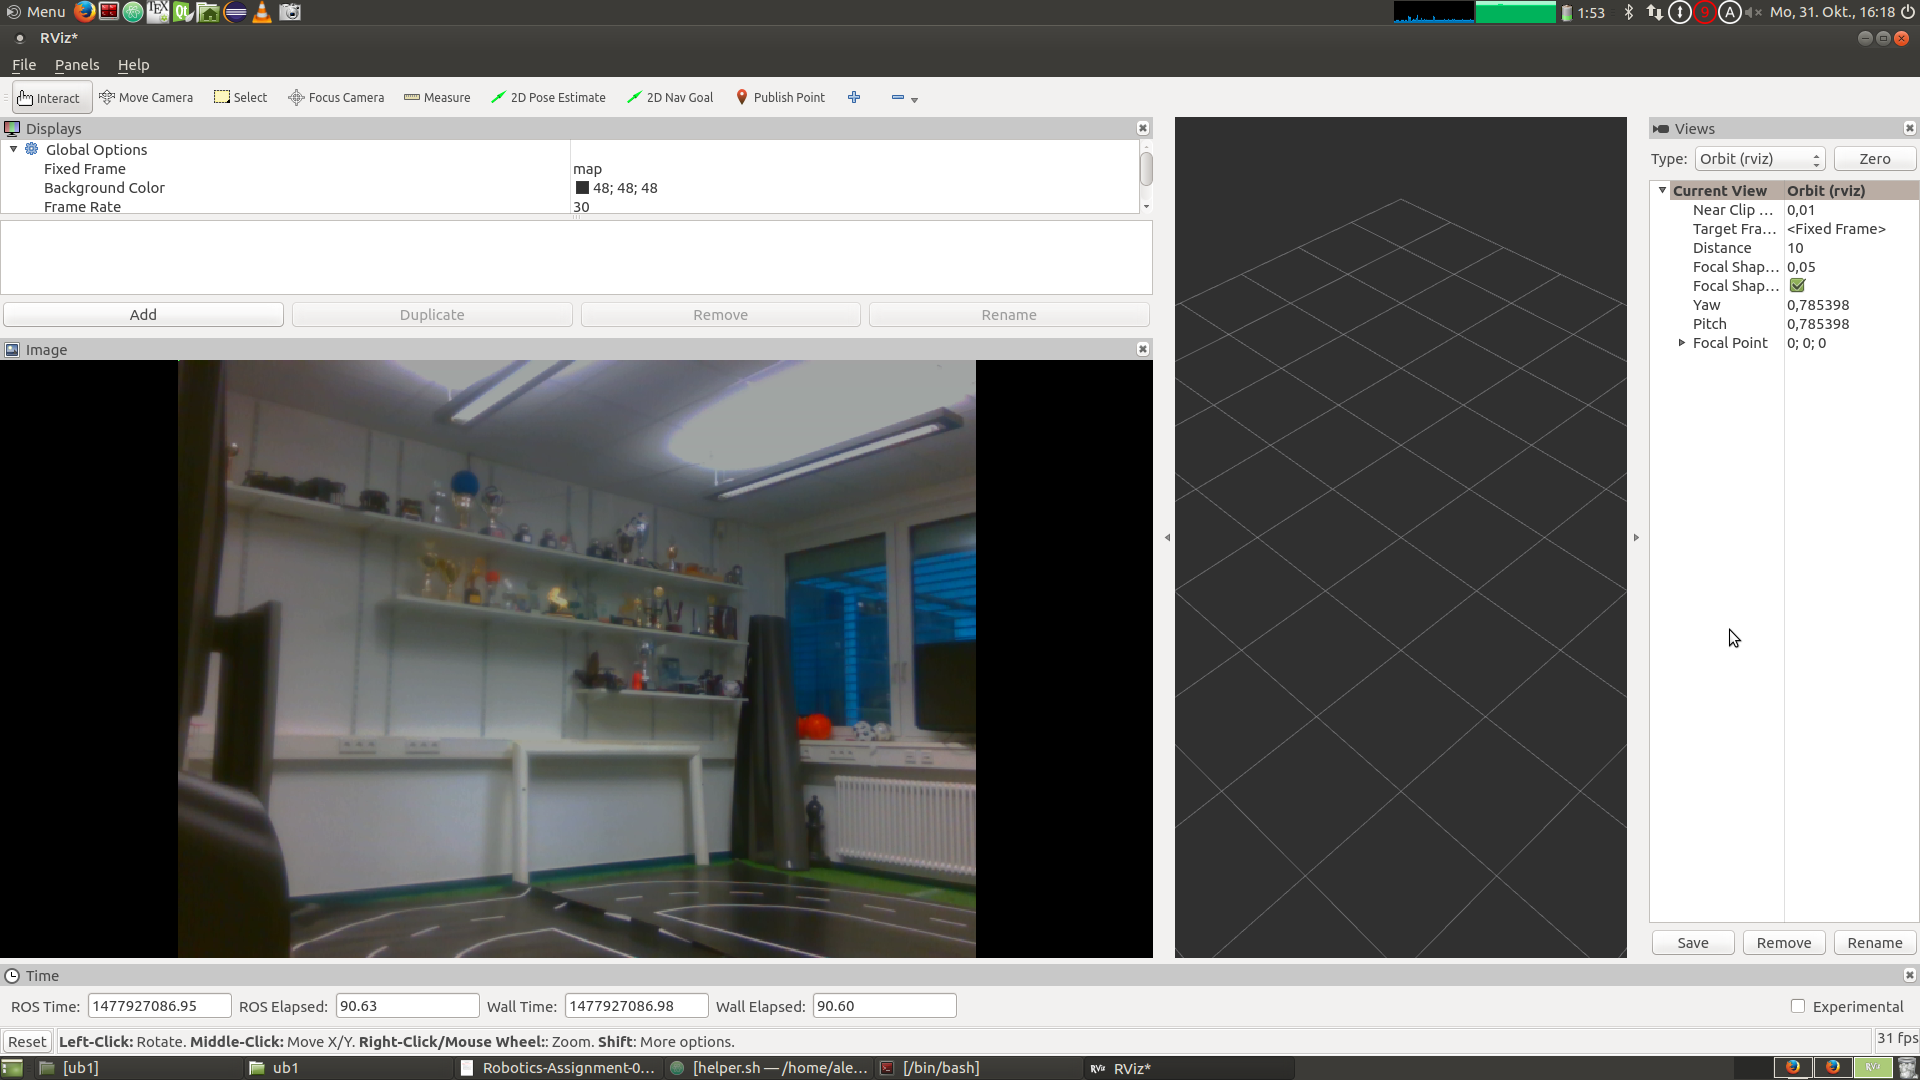 Menu
1:53
9
A
Mo, 31. Okt., 16:18
RViz*
File Panels Help
Interact Move Camera Select Focus Camera Measure 2D Pose Estimate 2D Nav Goal Publish Point
Displays
Global Options
Fixed Frame map
Background Color 48; 48; 48
Frame Rate 30
Add Duplicate Remove Rename
Image
Views
Type: Orbit (rviz) Zero
Current View Orbit (rviz)
Near Clip ... 0,01
Target Fra... <Fixed Frame>
Distance 10
Focal Shap... 0,05
Focal Shap...
Yaw 0,785398
Pitch 0,785398
Focal Point 0; 0; 0
Save Remove Rename
Time
ROS Time: 1477927086.95 ROS Elapsed: 90.63 Wall Time: 1477927086.98 Wall Elapsed: 90.60 Experimental
Reset Left-Click: Rotate. Middle-Click: Move X/Y. Right-Click/Mouse Wheel:: Zoom. Shift: More options. 31 fps
[ub1] ub1 Robotics-Assignment-0... [helper.sh — /home/ale... [/bin/bash] RViz RViz*